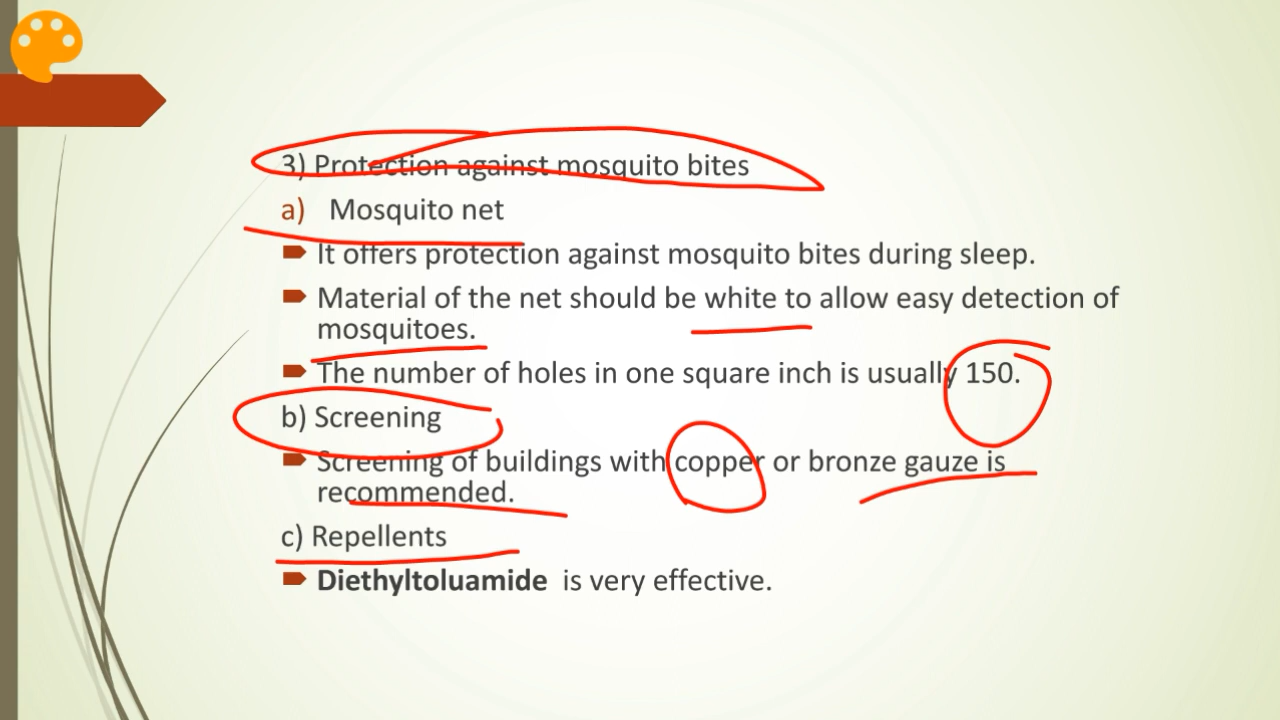 3) Protection against mosquito bites
a) Mosquito net
It offers protection against mosquito bites during sleep.
Material of the net should be white to allow easy detection of
mosquitoes.
The number of holes in one square inch is usually 150.
b) Screening
Screening of buildings with copper or bronze gauze is
recommended.
c) Repellents
Diethyltoluamide is very effective.